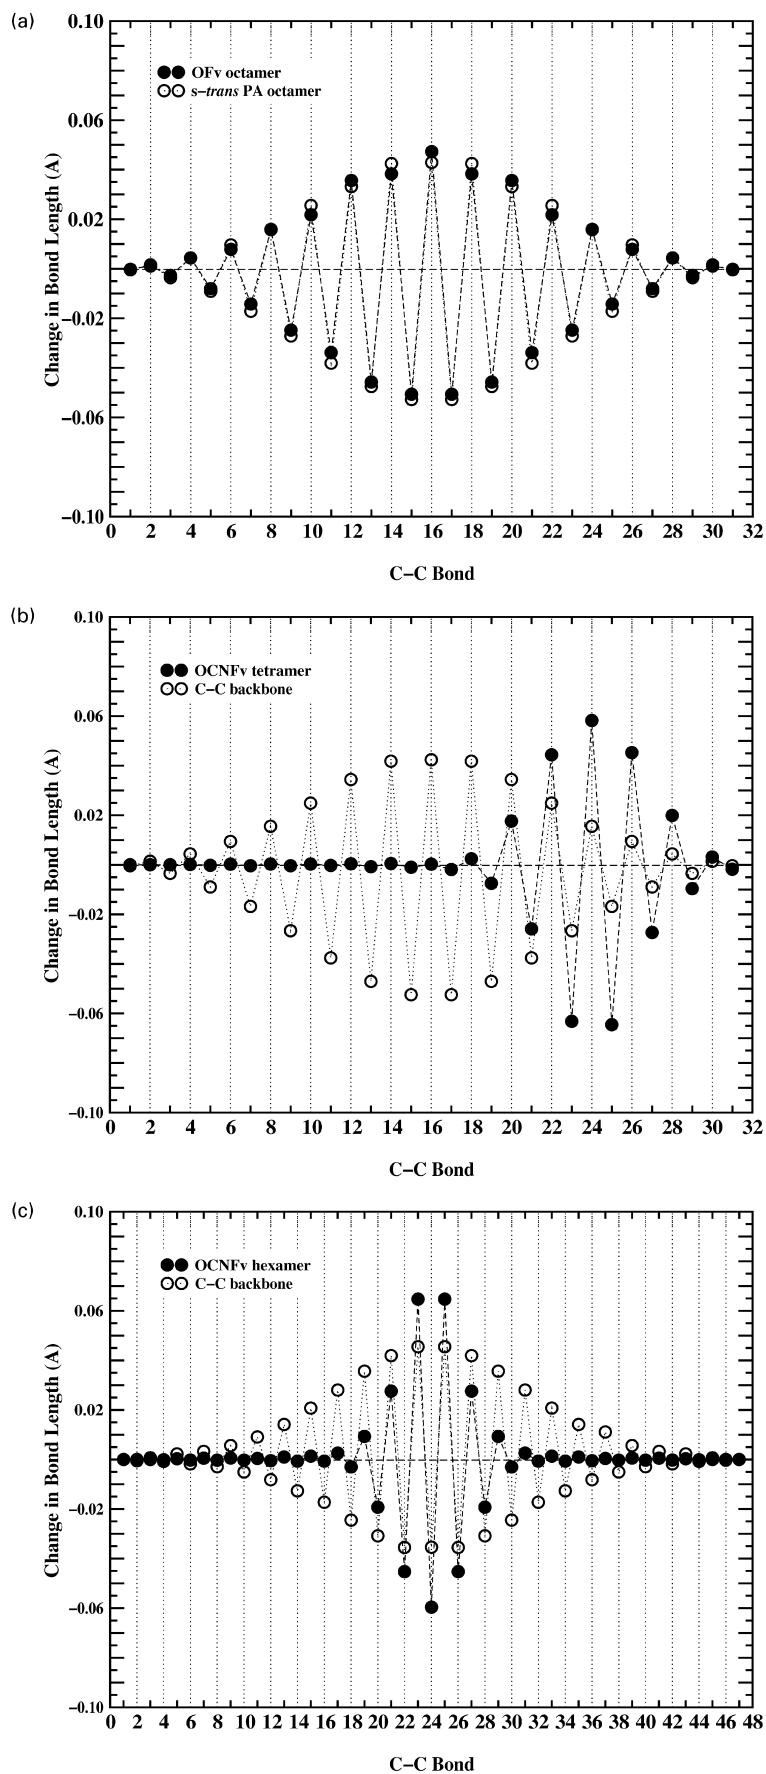 (a)
0.10
0.06
0.02
−0.02
−0.06
−0.10
Change in Bond Length (A)
OFv octamer
s−trans PA octamer
0 2 4 6 8 10 12 14 16 18 20 22 24 26 28 30 32
C−C Bond
(b)
0.10
0.06
0.02
−0.02
−0.06
−0.10
Change in Bond Length (A)
OCNFv tetramer
C−C backbone
0 2 4 6 8 10 12 14 16 18 20 22 24 26 28 30 32
C−C Bond
(c)
0.10
0.06
0.02
−0.02
−0.06
−0.10
Change in Bond Length (A)
OCNFv hexamer
C−C backbone
0 2 4 6 8 10 12 14 16 18 20 22 24 26 28 30 32 34 36 38 40 42 44 46 48
C−C Bond